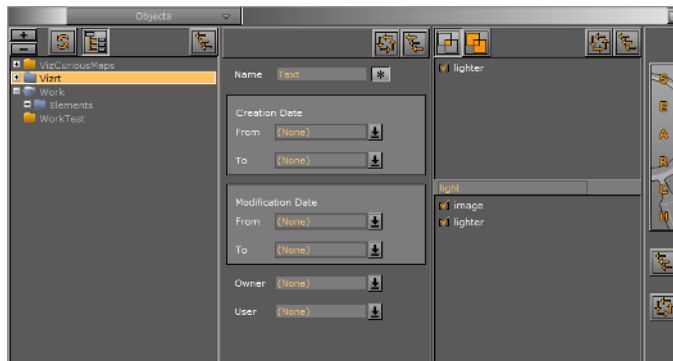 Objects
VizCuriousMaps
Vizrt
Work
Elements
WorkTest
Name Text *
Creation Date
From (None)
To (None)
Modification Date
From (None)
To (None)
Owner (None)
User (None)
lighter
light
image
lighter
S
E
A
R
C
H